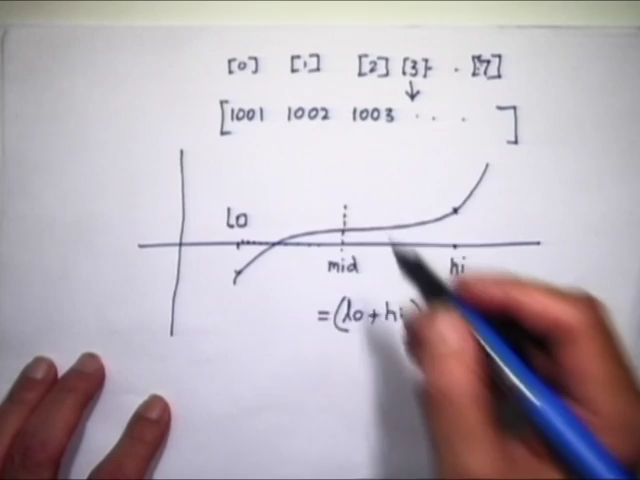 [0] [1] [2] [3] . [7]
[1001 1002 1003 . . . ]
lo
mid hi
=(lo+hi)